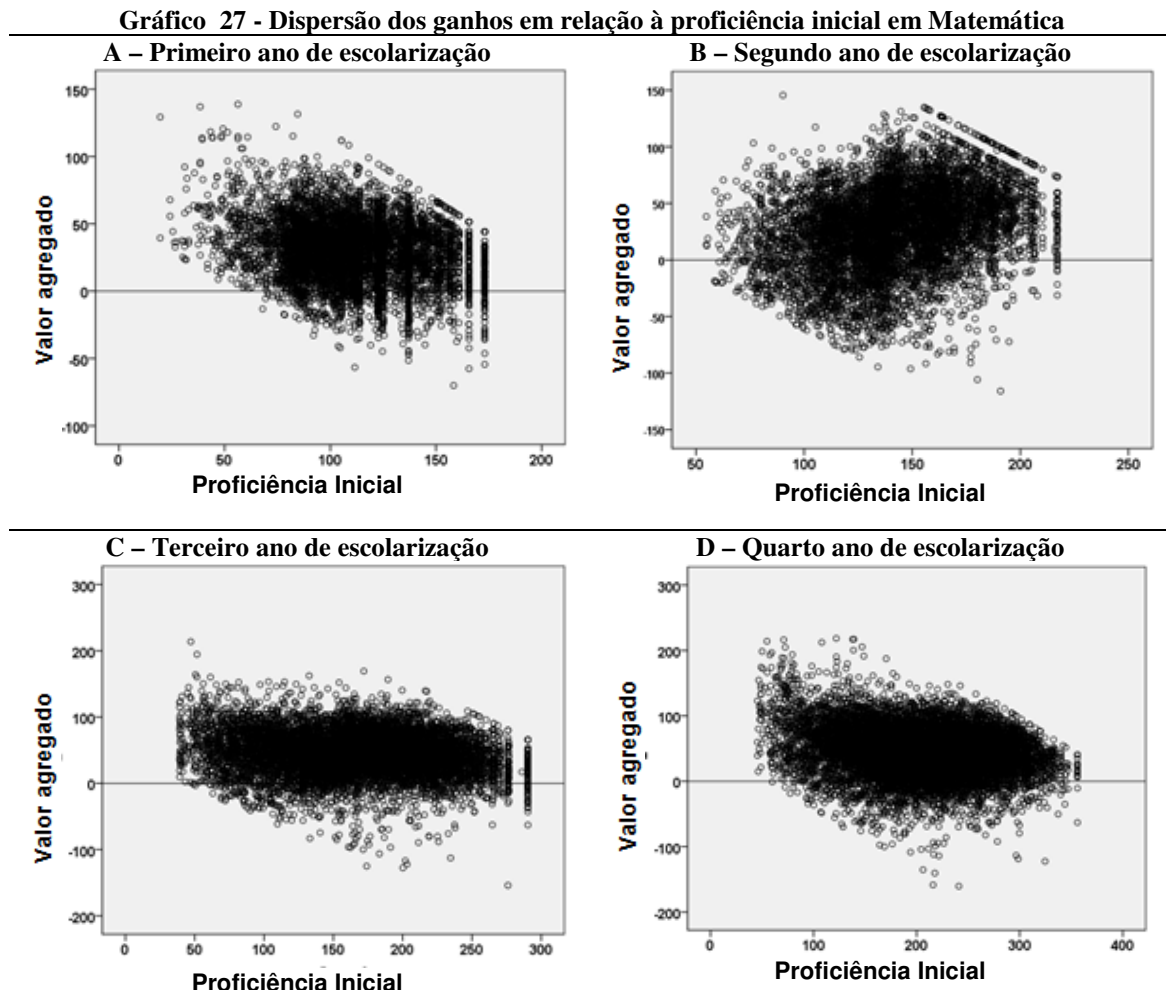 Gráfico 27 - Dispersão dos ganhos em relação à proficiência inicial em Matemática
A – Primeiro ano de escolarização
B – Segundo ano de escolarização
150
100
50
0
-50
-100
Valor agregado
0 50 100 150 200
Proficiência Inicial
150
100
50
0
-50
-100
-150
Valor agregado
50 100 150 200 250
Proficiência Inicial
C – Terceiro ano de escolarização
D – Quarto ano de escolarização
300
200
100
0
-100
-200
Valor agregado
0 50 100 150 200 250 300
Proficiência Inicial
300
200
100
0
-100
-200
Valor agregado
0 100 200 300 400
Proficiência Inicial